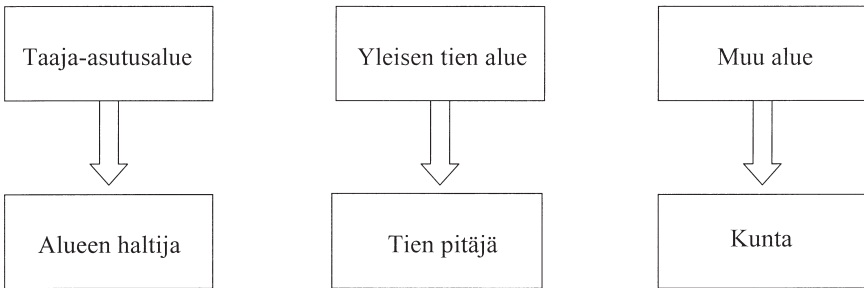 Taaja-asutusalue
Yleisen tien alue
Muu alue
Alueen haltija
Tien pitäjä
Kunta